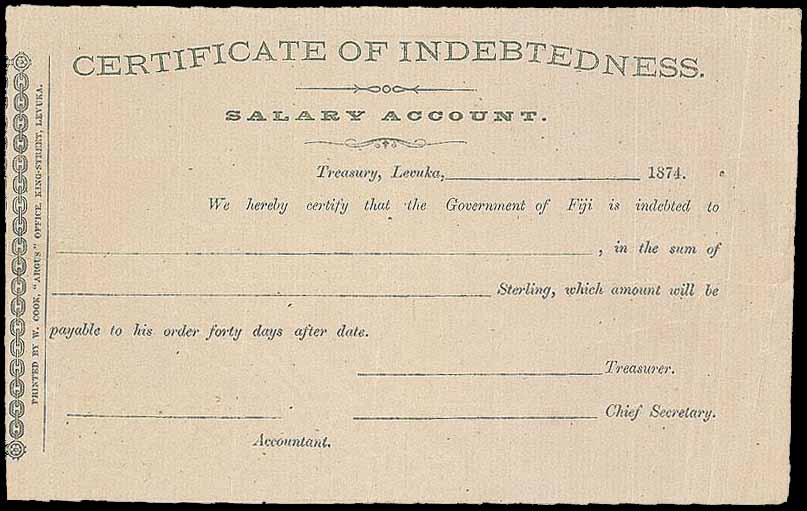 CERTIFICATE OF INDEBTEDNESS.
SALARY ACCOUNT.
Treasury, Levuka, 1874.
We hereby certify that the Government of Fiji is indebted to
, in the sum of
Sterling, which amount will be
payable to his order forty days after date.
Treasurer.
Chief Secretary.
Accountant.
PRINTED BY W. COOK, "ARGUS" OFFICE, KING-STREET, LEVUKA.